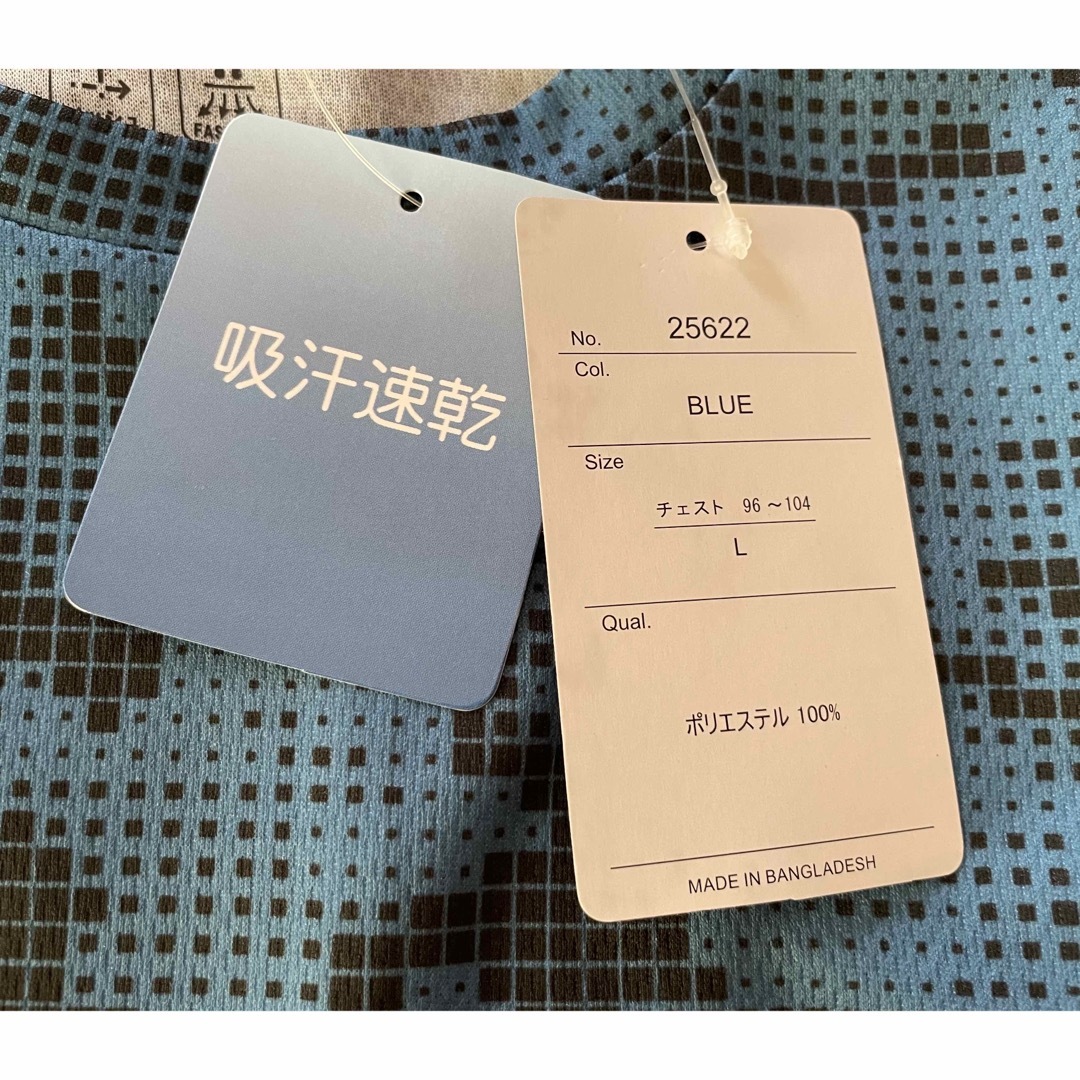 吸汗速乾
No. 25622
Col.
BLUE
Size
チェスト 96 ～104
L
Qual.
ポリエステル 100%
MADE IN BANGLADESH